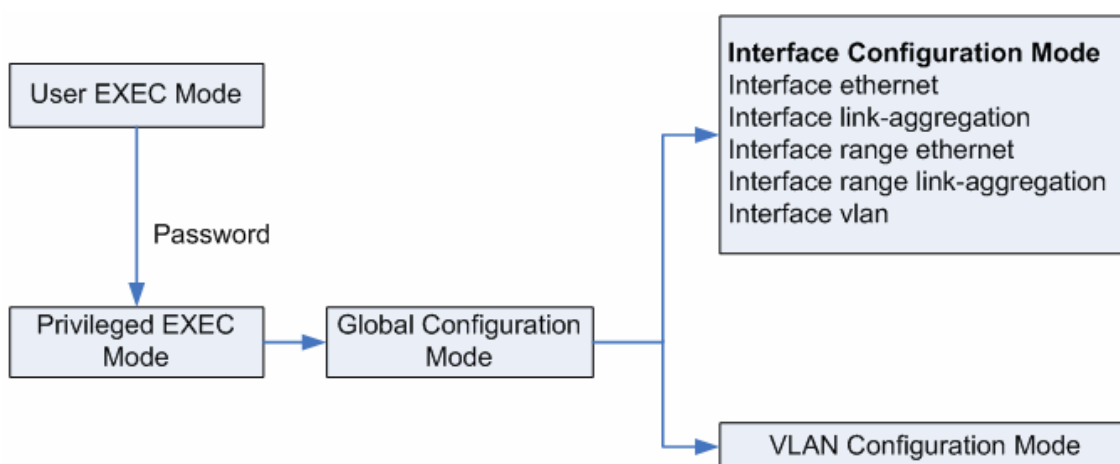 User EXEC Mode
Password
Privileged EXEC
Mode
Global Configuration
Mode
Interface Configuration Mode
Interface ethernet
Interface link-aggregation
Interface range ethernet
Interface range link-aggregation
Interface vlan
VLAN Configuration Mode